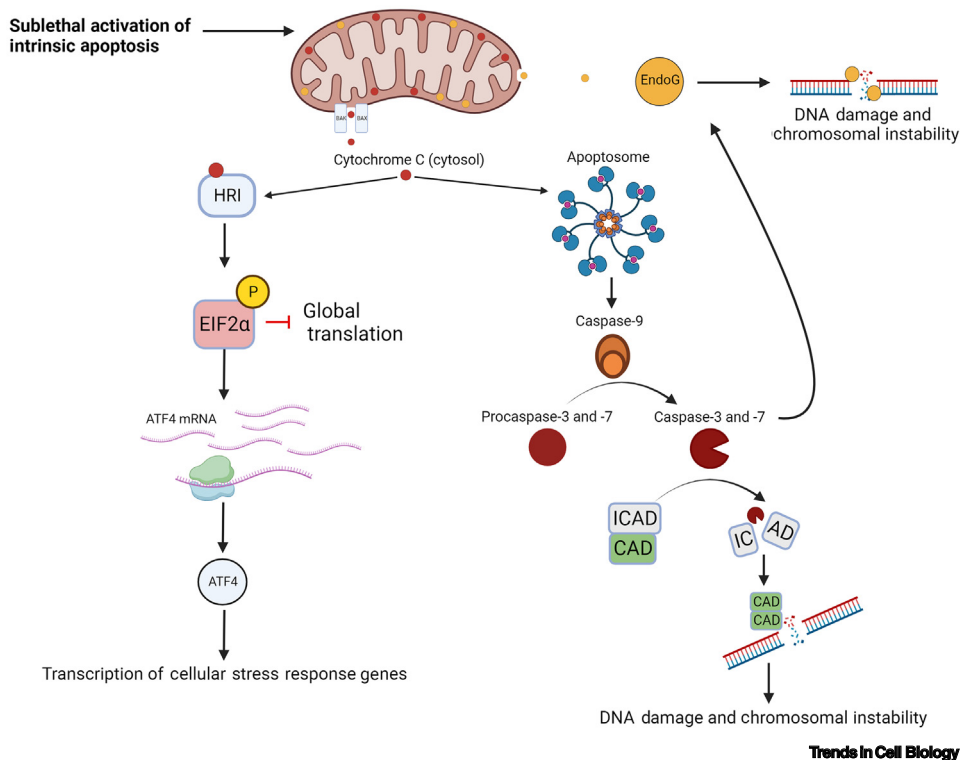 Sublethal activation of
intrinsic apoptosis
BAK
BAX
EndoG
DNA damage and
chromosomal instability
Cytochrome C (cytosol)
Apoptosome
HRI
P
EIF2α
Global
translation
Caspase-9
ATF4 mRNA
Procaspase-3 and -7
Caspase-3 and -7
ICAD
CAD
IC
AD
ATF4
CAD
CAD
Transcription of cellular stress response genes
DNA damage and chromosomal instability
Trends in Cell Biology